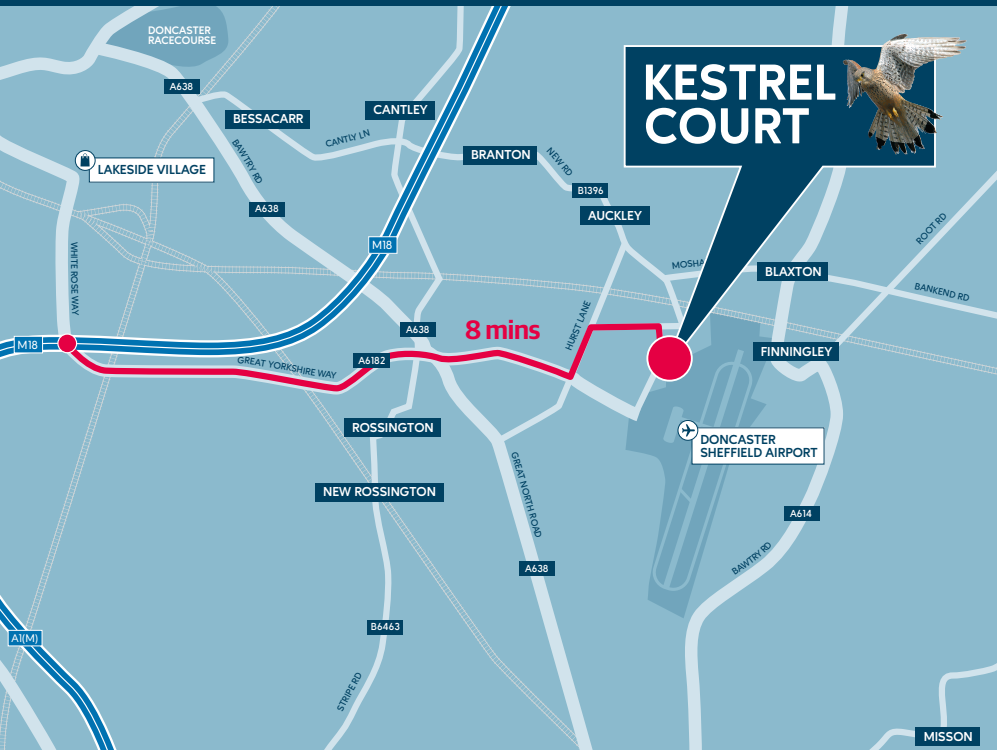 DONCASTER
RACECOURSE
KESTREL
COURT
A638
BESSACARR
CANTLEY
CANTLY LN
BRANTON
NEW RD
BAWTRY RD
LAKESIDE VILLAGE
B1396
A638
AUCKLEY
ROOT RD
M18
WHITE ROSE WAY
MOSHA
BLAXTON
BANKEND RD
A638
8 mins
HURST LANE
M18
GREAT YORKSHIRE WAY
A6182
FINNINGLEY
ROSSINGTON
DONCASTER
SHEFFIELD AIRPORT
NEW ROSSINGTON
GREAT NORTH ROAD
A614
BAWTRY RD
A638
B6463
A1(M)
STRIPE RD
MISSON